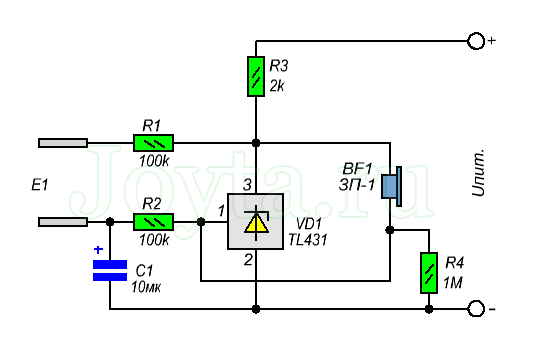 +
R3
2k
R1
100k
BF1
ЗП-1
Joyta.ru
Uпит.
3
E1
R2
1
VD1
TL431
100k
+
2
C1
10мк
R4
1M
-